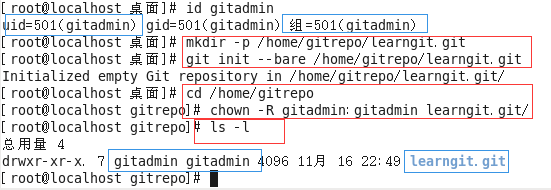 [root@localhost 桌面]# id gitadmin
uid=501(gitadmin) gid=501(gitadmin) 组=501(gitadmin)
[root@localhost 桌面]# mkdir -p /home/gitrepo/learngit.git
[root@localhost 桌面]# git init --bare /home/gitrepo/learngit.git
Initialized empty Git repository in /home/gitrepo/learngit.git/
[root@localhost 桌面]# cd /home/gitrepo
[root@localhost gitrepo]# chown -R gitadmin:gitadmin learngit.git/
[root@localhost gitrepo]# ls -l
总用量 4
drwxr-xr-x. 7 gitadmin gitadmin 4096 11月 16 22:49 learngit.git
[root@localhost gitrepo]#